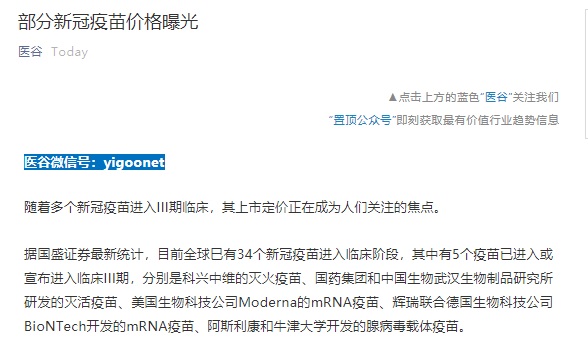 部分新冠疫苗价格曝光
医谷 Today
▲点击上方的蓝色“医谷”关注我们
“置顶公众号”即刻获取最有价值行业趋势信息
医谷微信号：yigoonet
随着多个新冠疫苗进入III期临床，其上市定价正在成为人们关注的焦点。
据国盛证券最新统计，目前全球已有34个新冠疫苗进入临床阶段，其中有5个疫苗已进入或
宣布进入临床III期，分别是科兴中维的灭火疫苗、国药集团和中国生物武汉生物制品研究所
研发的灭活疫苗、美国生物科技公司Moderna的mRNA疫苗、辉瑞联合德国生物科技公司
BioNTech开发的mRNA疫苗、阿斯利康和牛津大学开发的腺病毒载体疫苗。